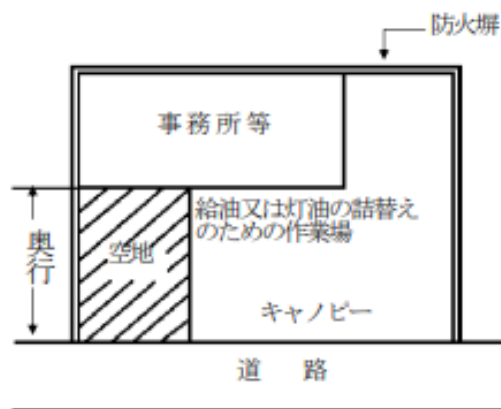 防火塀
事務所等
給油又は灯油の詰替え
のための作業場
奥行
空地
キャノピー
道 路